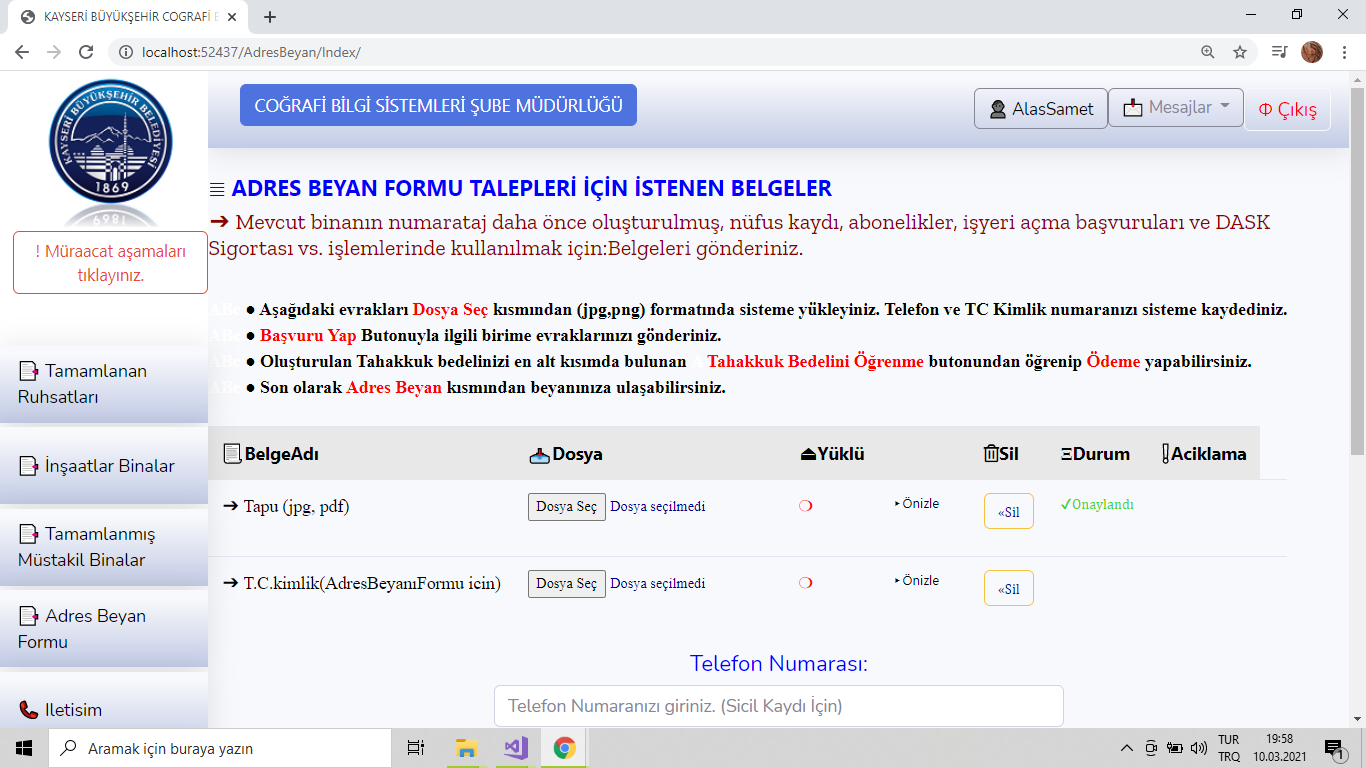 KAYSERİ BÜYÜKŞEHİR COGRAFİ
localhost:52437/AdresBeyan/Index/
KAYSERİ BÜYÜKŞEHİR BELEDİYESİ
1869
COĞRAFİ BİLGİ SİSTEMLERİ ŞUBE MÜDÜRLÜĞÜ
AlasSamet
Mesajlar
Çıkış
! Müraacat aşamaları
tıklayınız.
Tamamlanan
Ruhsatları
İnşaatlar Binalar
Tamamlanmış
Müstakil Binalar
Adres Beyan
Formu
Iletisim
ADRES BEYAN FORMU TALEPLERİ İÇİN İSTENEN BELGELER
➔ Mevcut binanın numarataj daha önce oluşturulmuş, nüfus kaydı, abonelikler, işyeri açma başvuruları ve DASK
Sigortası vs. işlemlerinde kullanılmak için:Belgeleri gönderiniz.
● Aşağıdaki evrakları Dosya Seç kısmından (jpg,png) formatında sisteme yükleyiniz. Telefon ve TC Kimlik numaranızı sisteme kaydediniz.
● Başvuru Yap Butonuyla ilgili birime evraklarınızı gönderiniz.
● Oluşturulan Tahakkuk bedelinizi en alt kısımda bulunan Tahakkuk Bedelini Öğrenme butonundan öğrenip Ödeme yapabilirsiniz.
● Son olarak Adres Beyan kısmından beyanınıza ulaşabilirsiniz.
BelgeAdı Dosya ⏏Yüklü Sil ΞDurum Aciklama
➔ Tapu (jpg, pdf) Dosya Seç Dosya seçilmedi ▸ Önizle «Sil ✓Onaylandı
➔ T.C.kimlik(AdresBeyanıFormu icin) Dosya Seç Dosya seçilmedi ▸ Önizle «Sil
Telefon Numarası:
Telefon Numaranızı giriniz. (Sicil Kaydı İçin)
Aramak için buraya yazın
TUR
TRQ
19:58
10.03.2021
1